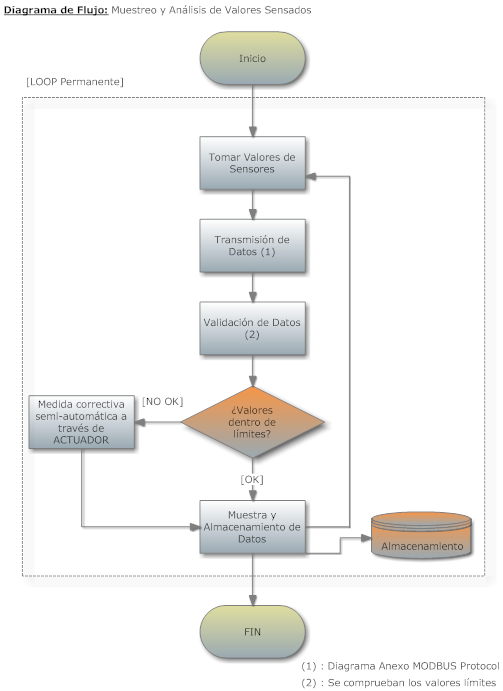 Diagrama de Flujo: Muestreo y Análisis de Valores Sensados
Inicio
[LOOP Permanente]
Tomar Valores de
Sensores
Transmisión de
Datos (1)
Validación de Datos
(2)
¿Valores
dentro de
límites?
[NO OK]
Medida correctiva
semi-automática a
través de
ACTUADOR
[OK]
Muestra y
Almacenamiento de
Datos
Almacenamiento
FIN
(1) : Diagrama Anexo MODBUS Protocol
(2) : Se comprueban los valores límites